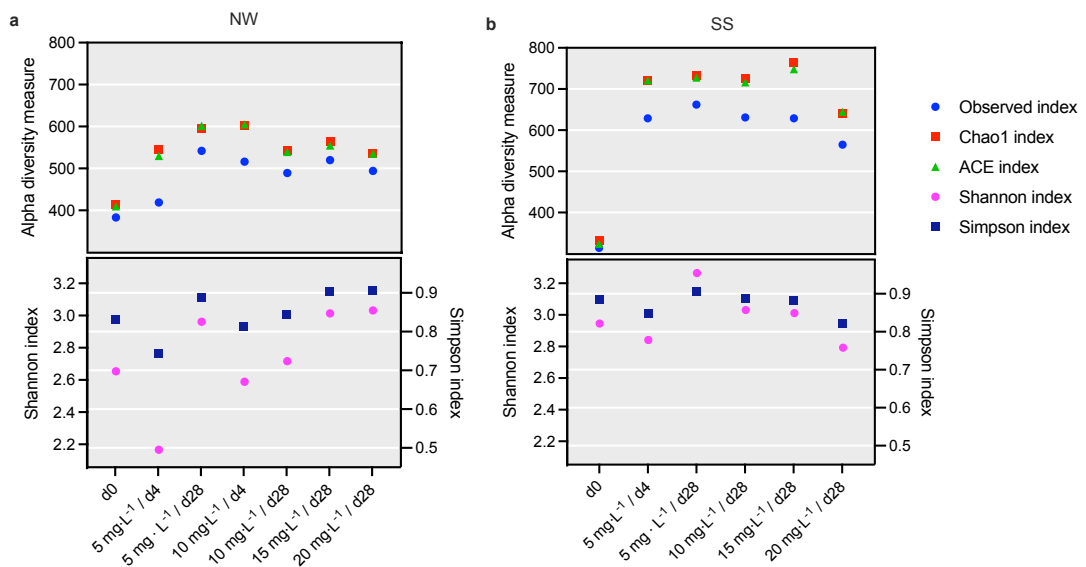 a
NW
Alpha diversity measure
800
700
600
500
400
Shannon index
3.2
3.0
2.8
2.6
2.4
2.2
0.9
0.8
0.7
0.6
0.5
Simpson index
d0
5 mg·L⁻¹ / d4
5 mg · L⁻¹ / d28
10 mg·L⁻¹ / d4
10 mg·L⁻¹ / d28
15 mg·L⁻¹ / d28
20 mg·L⁻¹ / d28
b
SS
Alpha diversity measure
800
700
600
500
400
Shannon index
3.2
3.0
2.8
2.6
2.4
2.2
0.9
0.8
0.7
0.6
0.5
Simpson index
d0
5 mg·L⁻¹ / d4
5 mg · L⁻¹ / d28
10 mg·L⁻¹ / d28
15 mg·L⁻¹ / d28
20 mg·L⁻¹ / d28
Observed index
Chao1 index
ACE index
Shannon index
Simpson index